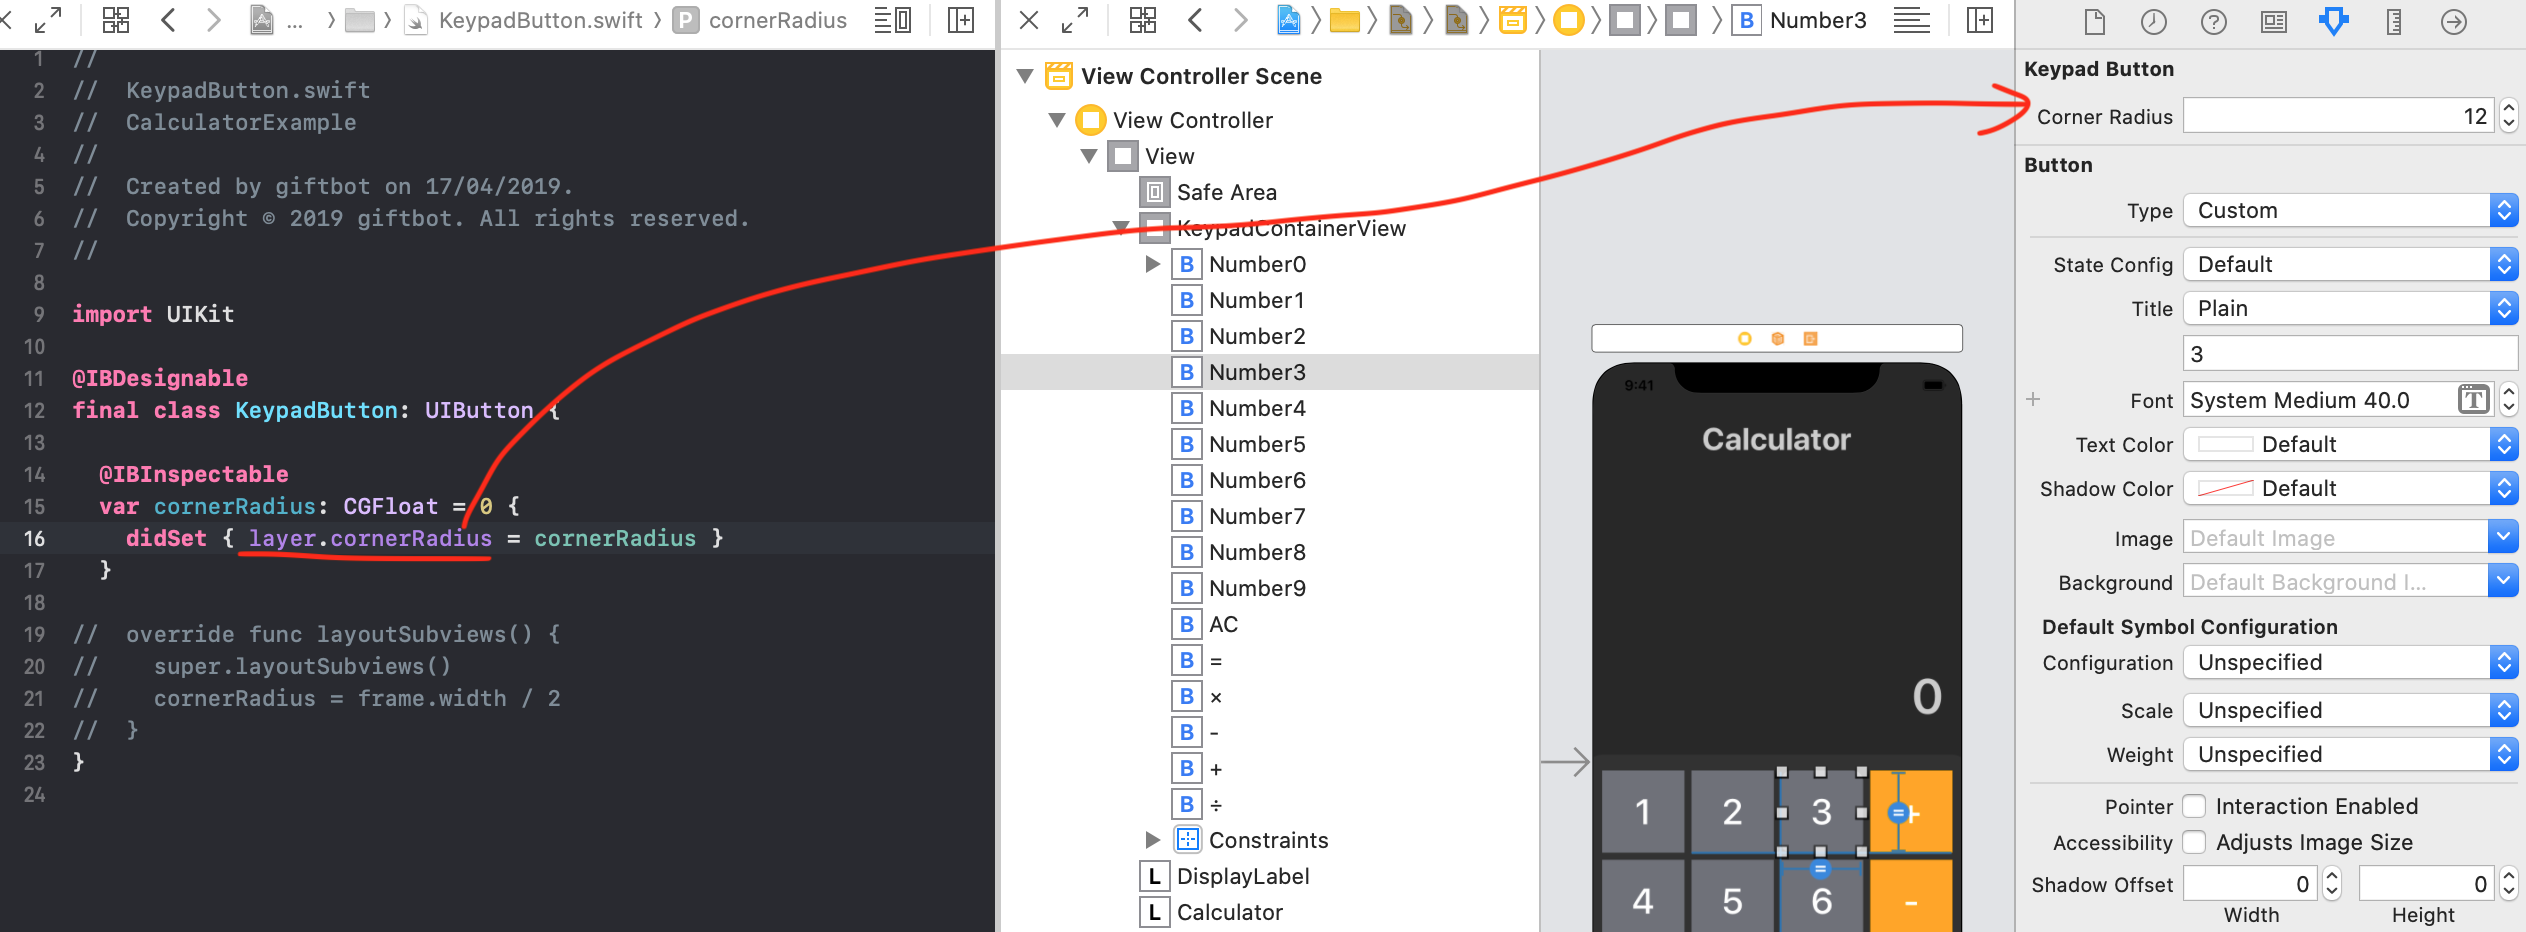 ... KeypadButton.swift P cornerRadius
1 //
2 // KeypadButton.swift
3 // CalculatorExample
4 //
5 // Created by giftbot on 17/04/2019.
6 // Copyright © 2019 giftbot. All rights reserved.
7 //
8
9 import UIKit
10
11 @IBDesignable
12 final class KeypadButton: UIButton {
13
14 @IBInspectable
15 var cornerRadius: CGFloat = 0 {
16 didSet { layer.cornerRadius = cornerRadius }
17 }
18
19 // override func layoutSubviews() {
20 // super.layoutSubviews()
21 // cornerRadius = frame.width / 2
22 // }
23 }
24
B Number3
View Controller Scene
View Controller
View
Safe Area
KeypadContainerView
B Number0
B Number1
B Number2
B Number3
B Number4
B Number5
B Number6
B Number7
B Number8
B Number9
B AC
B =
B ×
B -
B +
B ÷
Constraints
L DisplayLabel
L Calculator
9:41
Calculator
0
1 2 3 +
4 5 6 -
Keypad Button
Corner Radius 12
Button
Type Custom
State Config Default
Title Plain
3
+ Font System Medium 40.0 T
Text Color Default
Shadow Color Default
Image Default Image
Background Default Background I...
Default Symbol Configuration
Configuration Unspecified
Scale Unspecified
Weight Unspecified
Pointer Interaction Enabled
Accessibility Adjusts Image Size
Shadow Offset 0 0
Width Height